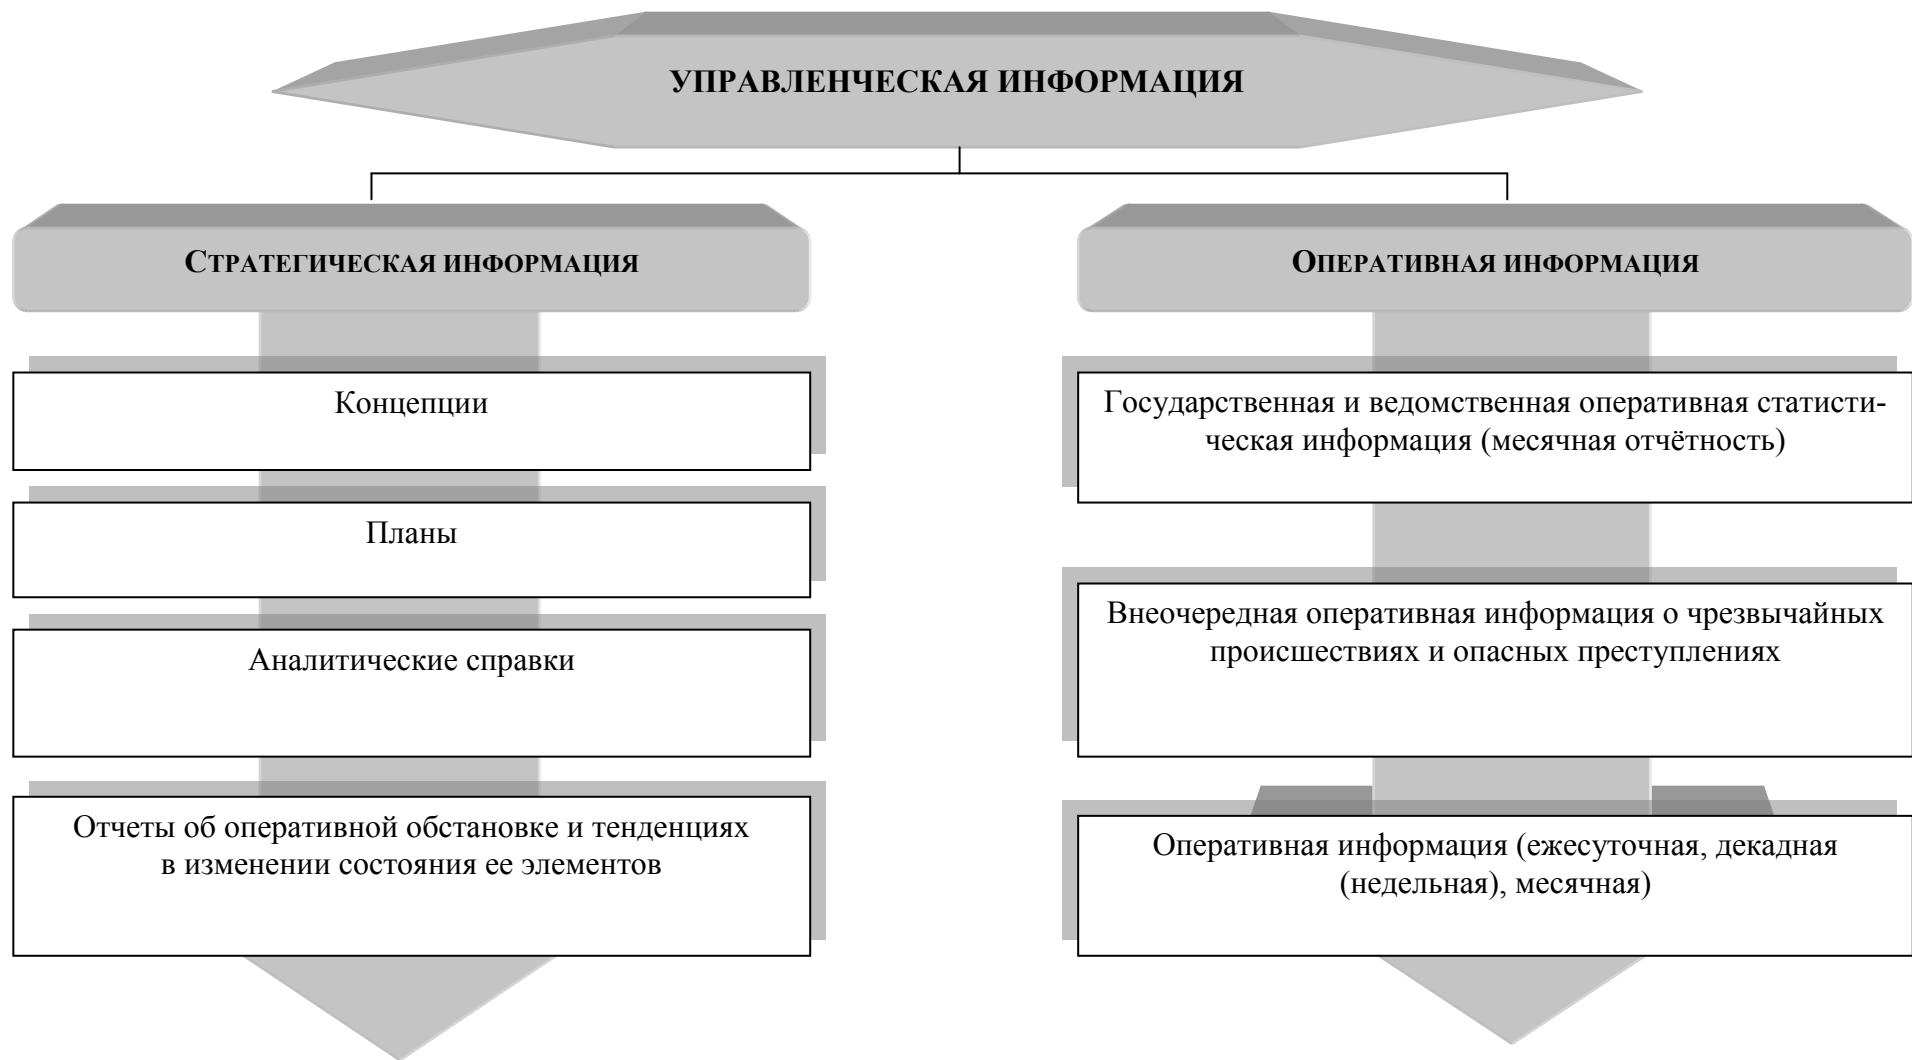 УПРАВЛЕНЧЕСКАЯ ИНФОРМАЦИЯ
СТРАТЕГИЧЕСКАЯ ИНФОРМАЦИЯ
Концепции
Планы
Аналитические справки
Отчеты об оперативной обстановке и тенденциях
в изменении состояния ее элементов
ОПЕРАТИВНАЯ ИНФОРМАЦИЯ
Государственная и ведомственная оперативная статисти-
ческая информация (месячная отчётность)
Внеочередная оперативная информация о чрезвычайных
происшествиях и опасных преступлениях
Оперативная информация (ежесуточная, декадная
(недельная), месячная)